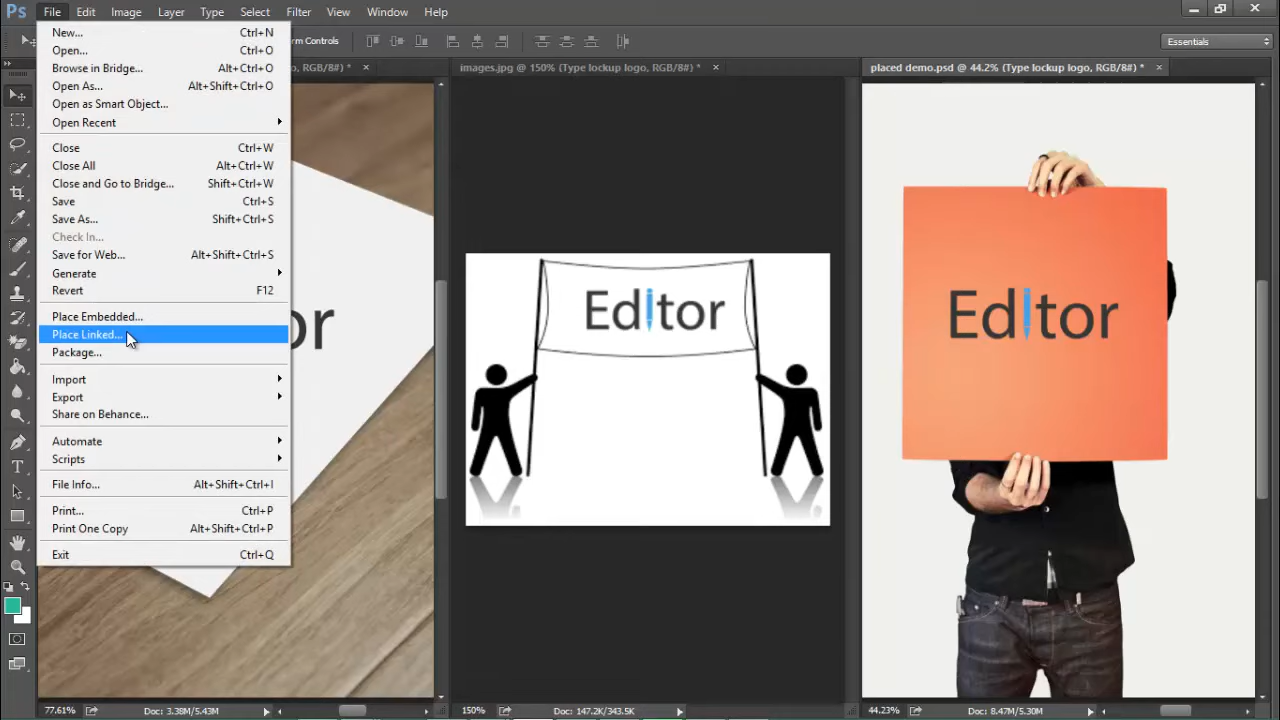 Ps File Edit Image Layer Type Select Filter View Window Help
rm Controls
Essentials
o, RGB/8#) * ×
images.jpg @ 150% (Type lockup logo, RGB/8#) * ×
placed demo.psd @ 44.2% (Type lockup logo, RGB/8#) * ×
New... Ctrl+N
Open... Ctrl+O
Browse in Bridge... Alt+Ctrl+O
Open As... Alt+Shift+Ctrl+O
Open as Smart Object...
Open Recent
Close Ctrl+W
Close All Alt+Ctrl+W
Close and Go to Bridge... Shift+Ctrl+W
Save Ctrl+S
Save As... Shift+Ctrl+S
Check In...
Save for Web... Alt+Shift+Ctrl+S
Generate
Revert F12
Place Embedded...
Place Linked...
Package...
Import
Export
Share on Behance...
Automate
Scripts
File Info... Alt+Shift+Ctrl+I
Print... Ctrl+P
Print One Copy Alt+Shift+Ctrl+P
Exit Ctrl+Q
or
Editor
Editor
77.61% Doc: 3.38M/5.43M
150% Doc: 147.2K/343.5K
44.23% Doc: 8.47M/5.30M